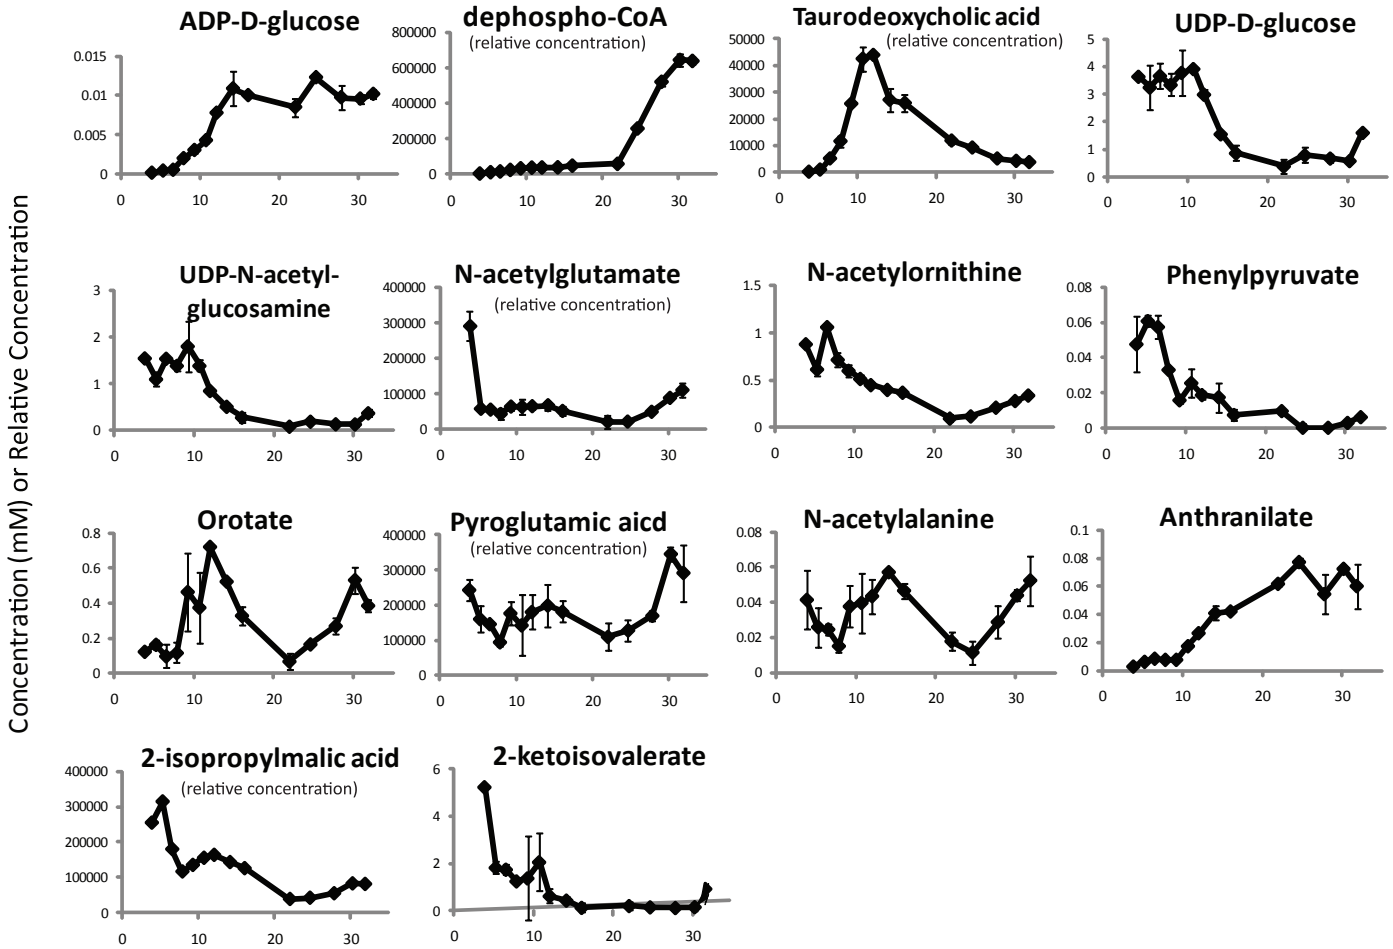 Concentration (mM) or Relative Concentration
ADP-D-glucose
0.015
0.01
0.005
0
0 10 20 30
dephospho-CoA
(relative concentration)
800000
600000
400000
200000
0
0 10 20 30
Taurodeoxycholic acid
(relative concentration)
50000
40000
30000
20000
10000
0
0 10 20 30
UDP-D-glucose
5
4
3
2
1
0
0 10 20 30
UDP-N-acetyl-
glucosamine
3
2
1
0
0 10 20 30
N-acetylglutamate
(relative concentration)
400000
300000
200000
100000
0
0 10 20 30
N-acetylornithine
1.5
1
0.5
0
0 10 20 30
Phenylpyruvate
0.08
0.06
0.04
0.02
0
0 10 20 30
Orotate
0.8
0.6
0.4
0.2
0
0 10 20 30
Pyroglutamic aicd
(relative concentration)
400000
300000
200000
100000
0
0 10 20 30
N-acetylalanine
0.08
0.06
0.04
0.02
0
0 10 20 30
Anthranilate
0.1
0.08
0.06
0.04
0.02
0
0 10 20 30
2-isopropylmalic acid
(relative concentration)
400000
300000
200000
100000
0
0 10 20 30
2-ketoisovalerate
6
4
2
0
0 10 20 30